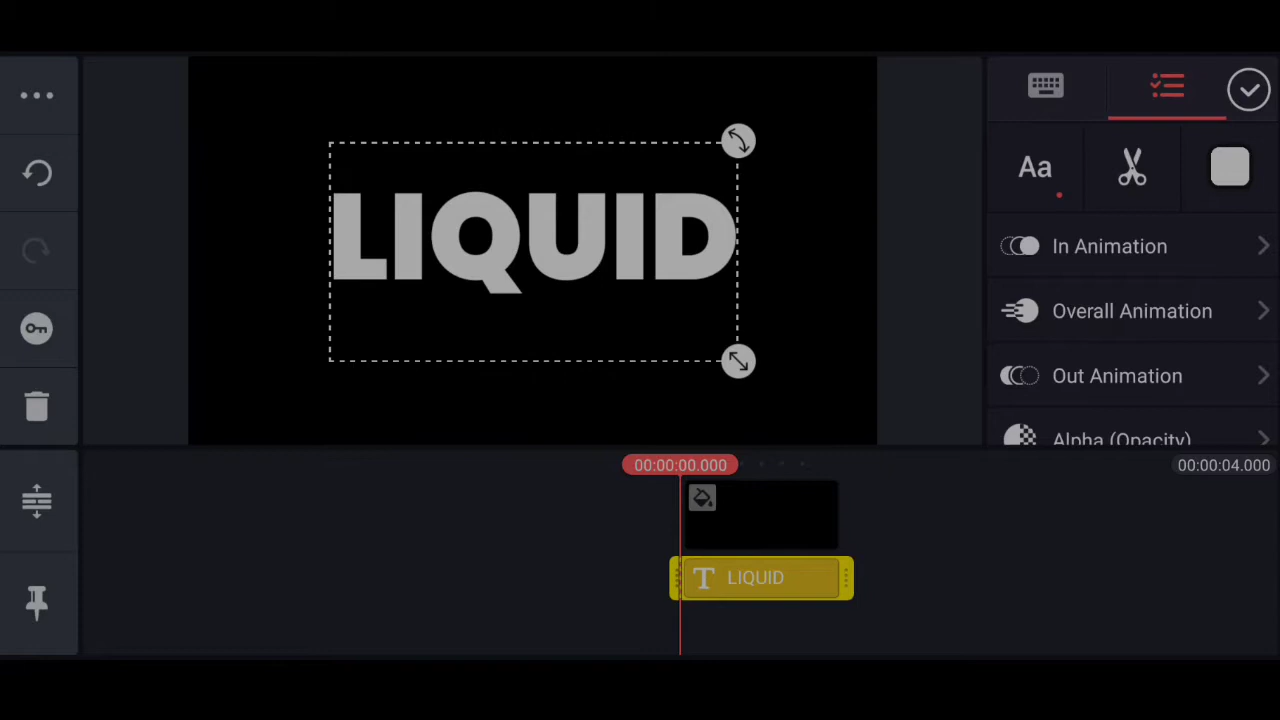 LIQUID
Aa
In Animation
Overall Animation
Out Animation
Alpha (Opacity)
00:00:00.000
00:00:04.000
T LIQUID